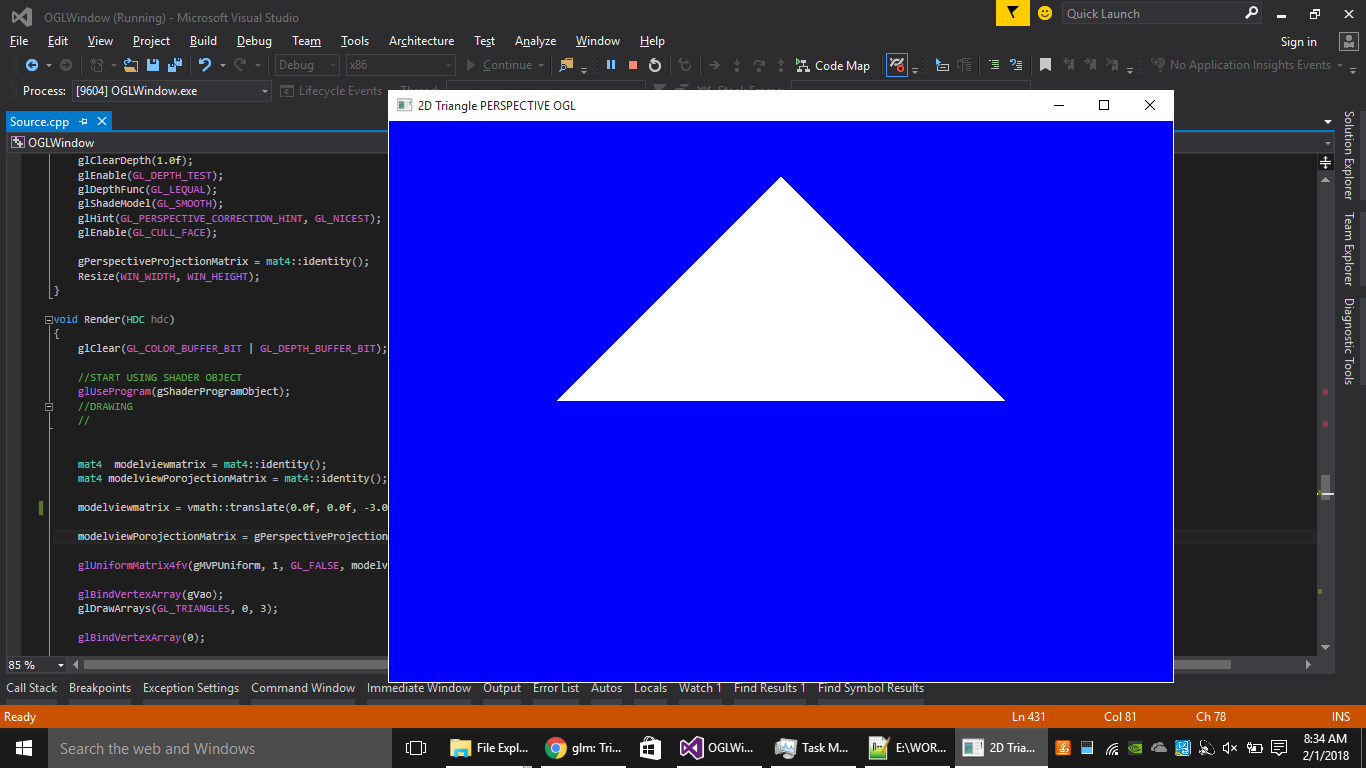 OGLWindow (Running) - Microsoft Visual Studio
Quick Launch
File Edit View Project Build Debug Team Tools Architecture Test Analyze Window Help
Sign in
Debug x86 Continue Code Map No Application Insights Events
Process: [9604] OGLWindow.exe Lifecycle Events Thread: Stack Frame:
2D Triangle PERSPECTIVE OGL
Source.cpp
OGLWindow
glClearDepth(1.0f);
glEnable(GL_DEPTH_TEST);
glDepthFunc(GL_LEQUAL);
glShadeModel(GL_SMOOTH);
glHint(GL_PERSPECTIVE_CORRECTION_HINT, GL_NICEST);
glEnable(GL_CULL_FACE);
gPerspectiveProjectionMatrix = mat4::identity();
Resize(WIN_WIDTH, WIN_HEIGHT);
}
void Render(HDC hdc)
{
glClear(GL_COLOR_BUFFER_BIT | GL_DEPTH_BUFFER_BIT);
//START USING SHADER OBJECT
glUseProgram(gShaderProgramObject);
//DRAWING
//
mat4 modelviewmatrix = mat4::identity();
mat4 modelviewPorojectionMatrix = mat4::identity();
modelviewmatrix = vmath::translate(0.0f, 0.0f, -3.0
modelviewPorojectionMatrix = gPerspectiveProjection
glUniformMatrix4fv(gMVPUniform, 1, GL_FALSE, modelv
glBindVertexArray(gVao);
glDrawArrays(GL_TRIANGLES, 0, 3);
glBindVertexArray(0);
85 %
Solution Explorer
Team Explorer
Diagnostic Tools
Call Stack Breakpoints Exception Settings Command Window Immediate Window Output Error List Autos Locals Watch 1 Find Results 1 Find Symbol Results
Ready Ln 431 Col 81 Ch 78 INS
Search the web and Windows
File Expl... glm: Tri... OGLWi... Task M... E:\WOR... 2D Tria...
8:34 AM
2/1/2018